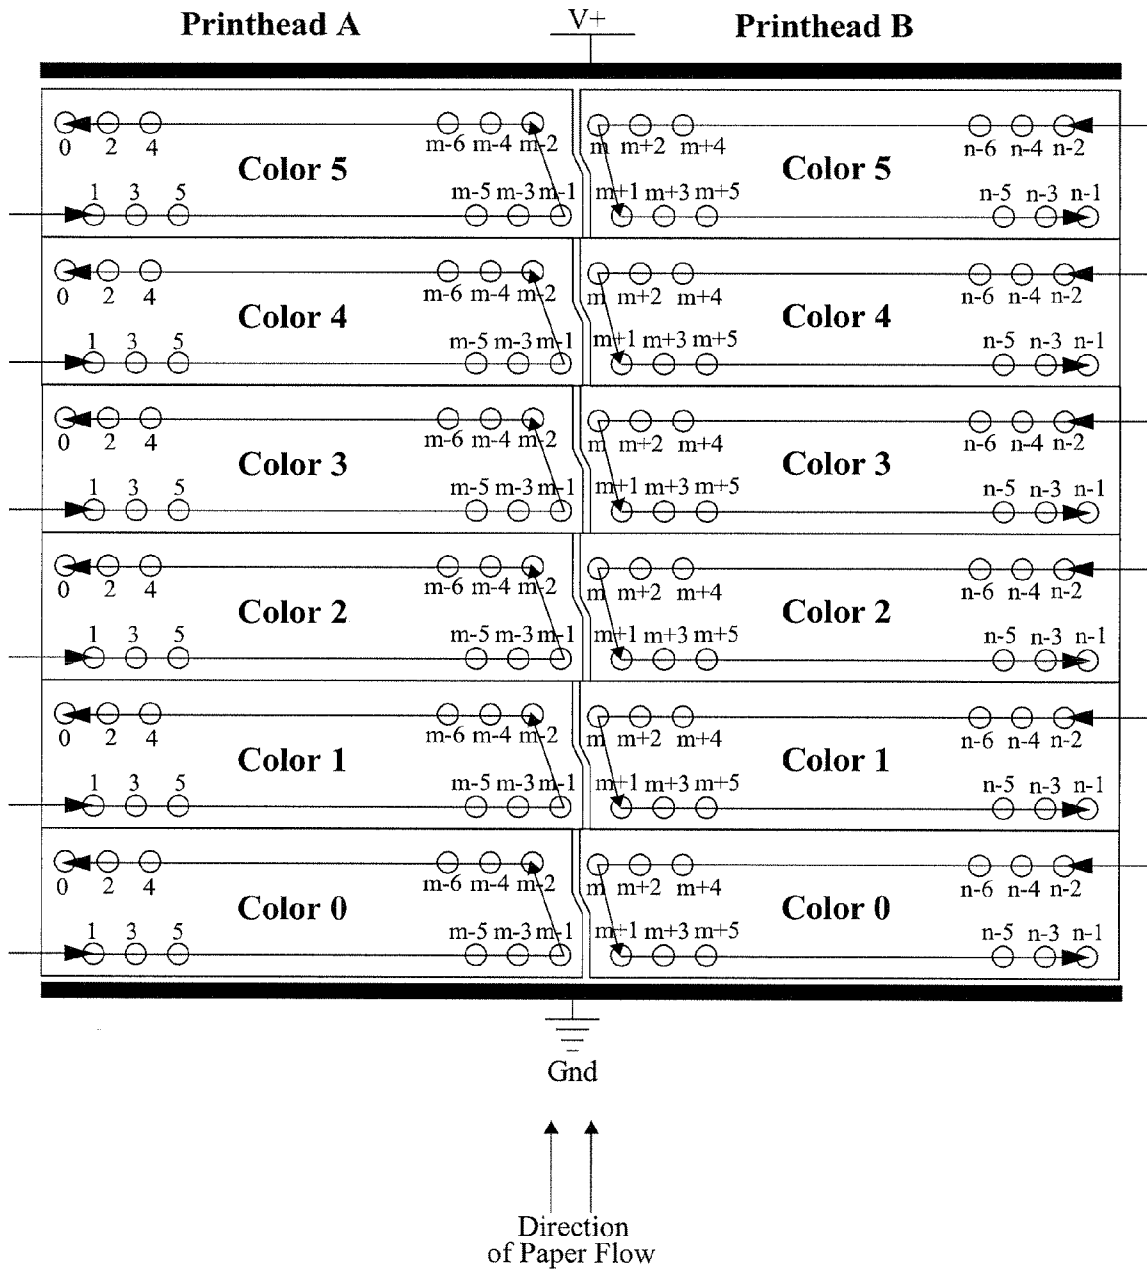 Printhead A V+ Printhead B
m-6 m-4 m-2 m m+2 m+4 n-6 n-4 n-2
0 2 4
Color 5 Color 5
1 3 5 m-5 m-3 m-1 m+1 m+3 m+5 n-5 n-3 n-1
0 2 4 m-6 m-4 m-2 m m+2 m+4 n-6 n-4 n-2
Color 4 Color 4
1 3 5 m-5 m-3 m-1 m+1 m+3 m+5 n-5 n-3 n-1
0 2 4 m-6 m-4 m-2 m m+2 m+4 n-6 n-4 n-2
Color 3 Color 3
1 3 5 m-5 m-3 m-1 m+1 m+3 m+5 n-5 n-3 n-1
0 2 4 m-6 m-4 m-2 m m+2 m+4 n-6 n-4 n-2
Color 2 Color 2
1 3 5 m-5 m-3 m-1 m+1 m+3 m+5 n-5 n-3 n-1
0 2 4 m-6 m-4 m-2 m m+2 m+4 n-6 n-4 n-2
Color 1 Color 1
1 3 5 m-5 m-3 m-1 m+1 m+3 m+5 n-5 n-3 n-1
0 2 4 m-6 m-4 m-2 m m+2 m+4 n-6 n-4 n-2
Color 0 Color 0
1 3 5 m-5 m-3 m-1 m+1 m+3 m+5 n-5 n-3 n-1
Gnd
Direction
of Paper Flow